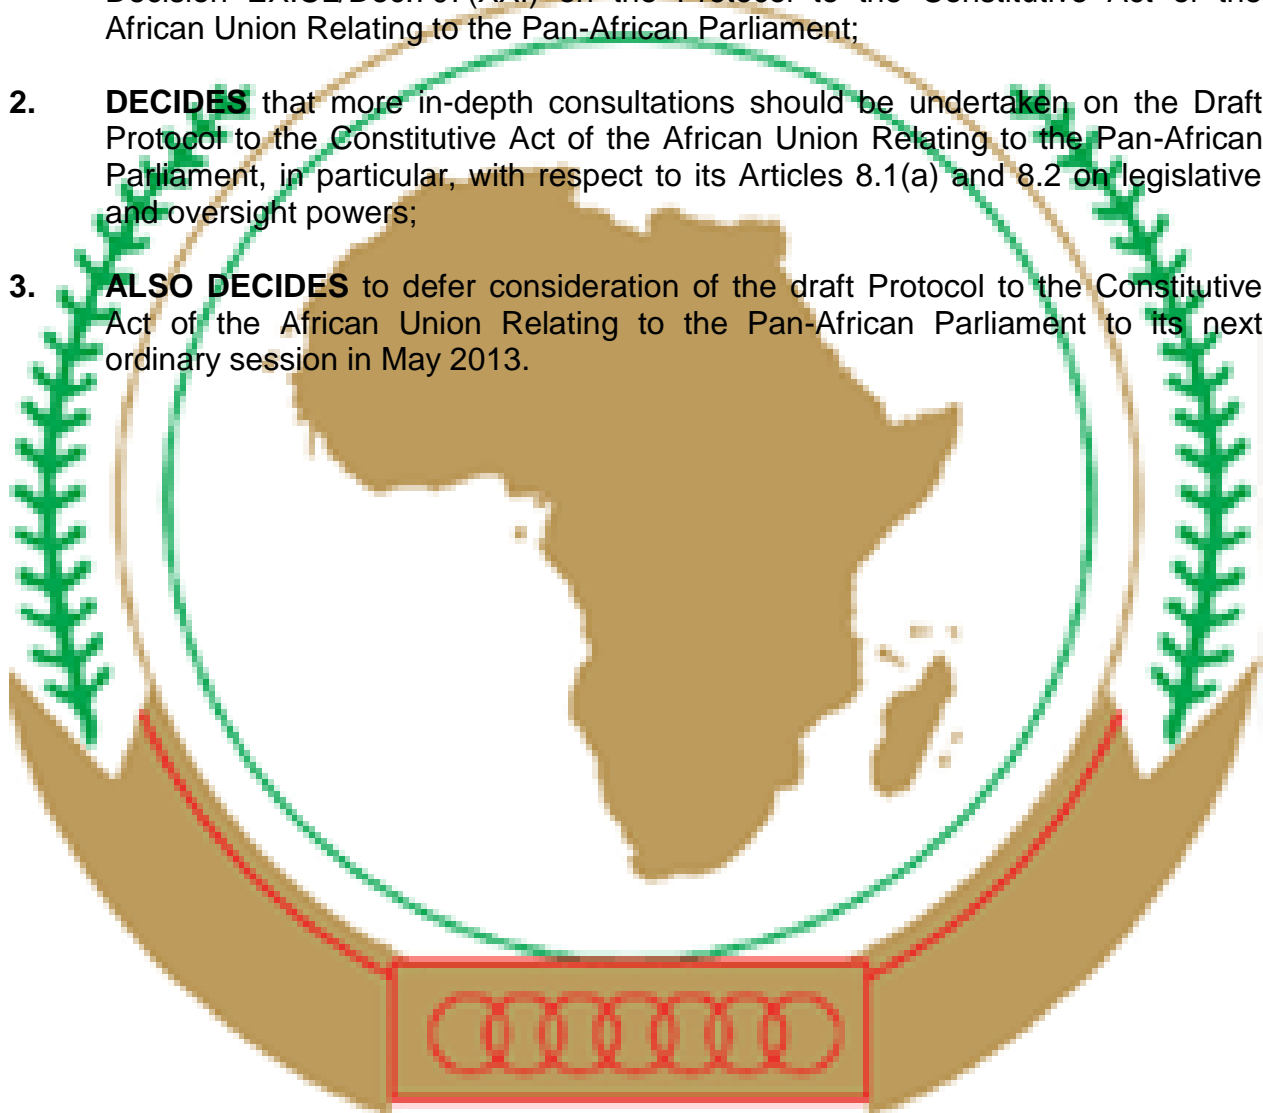 African Union Relating to the Pan-African Parliament;
2. DECIDES that more in-depth consultations should be undertaken on the Draft
Protocol to the Constitutive Act of the African Union Relating to the Pan-African
Parliament, in particular, with respect to its Articles 8.1(a) and 8.2 on legislative
and oversight powers;
3. ALSO DECIDES to defer consideration of the draft Protocol to the Constitutive
Act of the African Union Relating to the Pan-African Parliament to its next
ordinary session in May 2013.